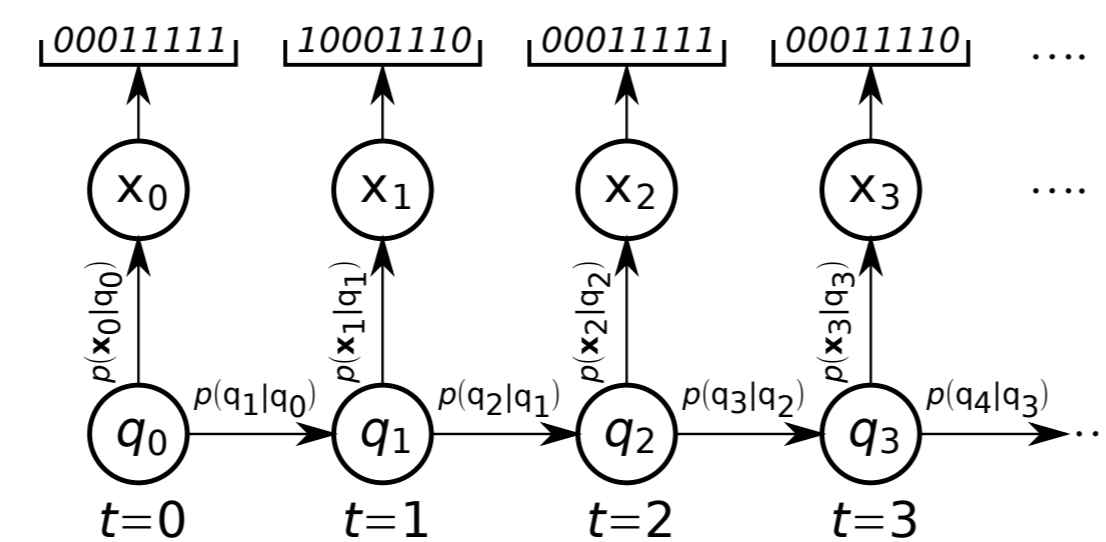 00011111 10001110 00011111 00011110 ....
x0 x1 x2 x3 ....
p(x0|q0) p(x1|q1) p(x2|q2) p(x3|q3)
p(q1|q0) p(q2|q1) p(q3|q2) p(q4|q3)
q0 q1 q2 q3 ..
t=0 t=1 t=2 t=3